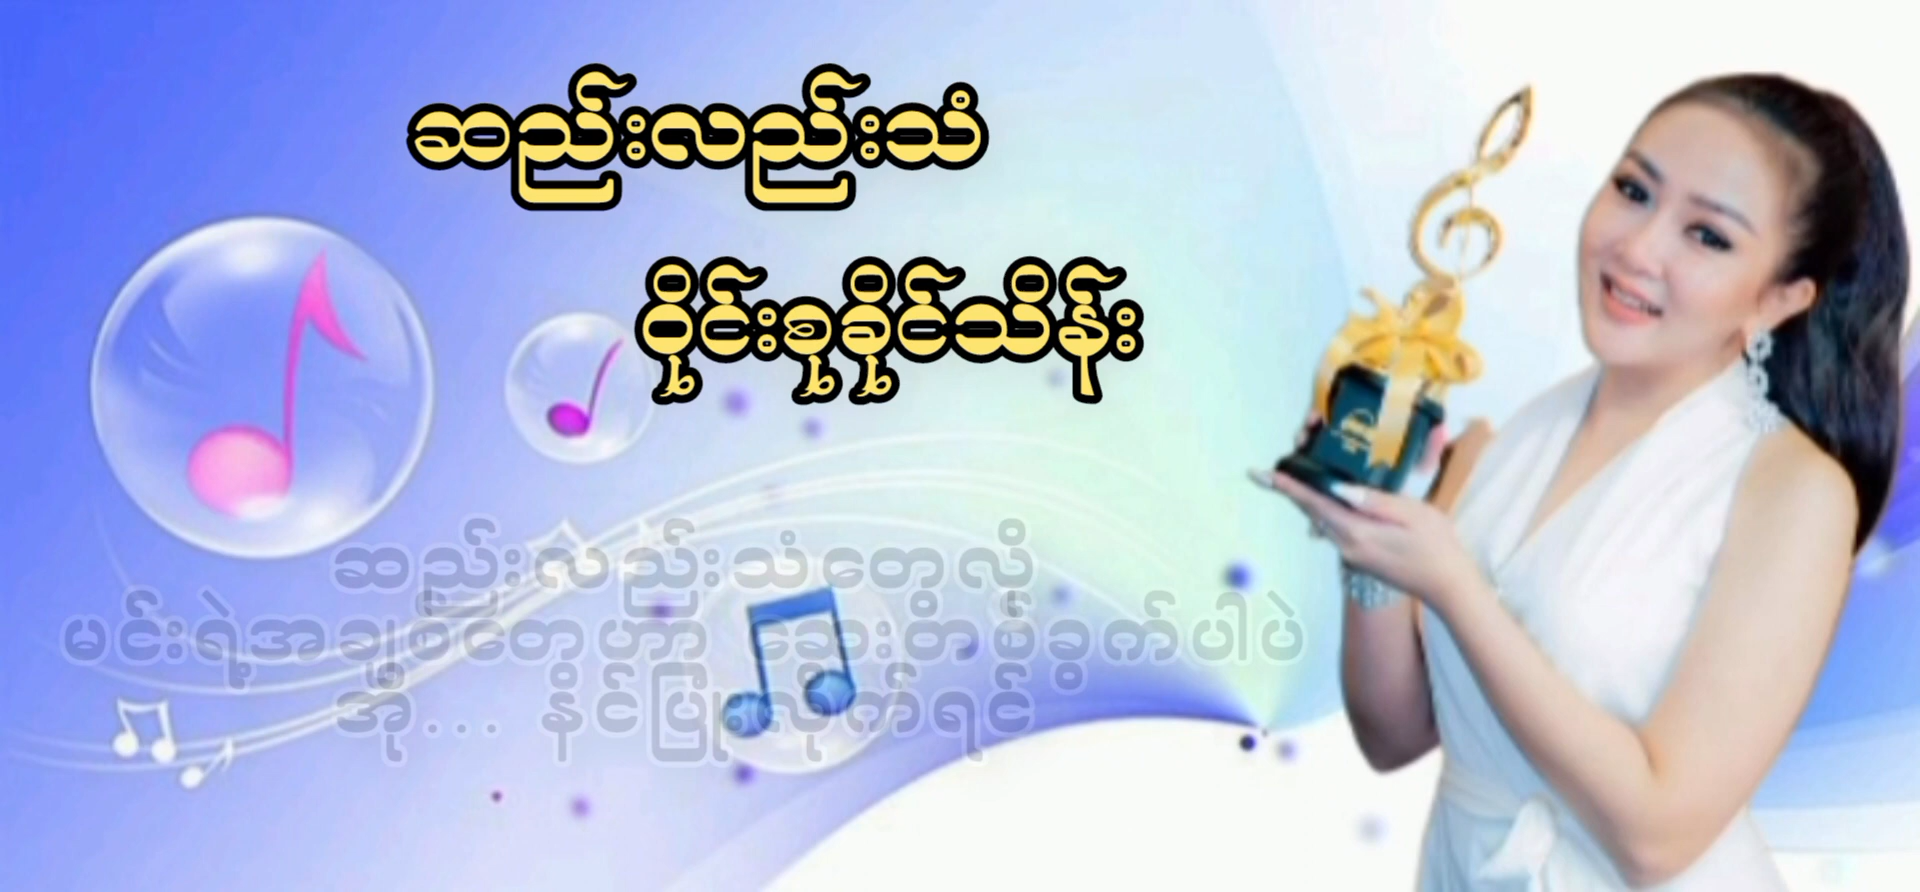 ဆည်းလည်းသံ
ဝိုင်းစုခိုင်သိန်း
ဆည်းလည်းသံတွေလို
မင်းရဲ့အချစ်တွေဟာ ဆေးတစ်ခွက်ပါပဲ
အို... နှိင်ပြုလိုက်ရင်